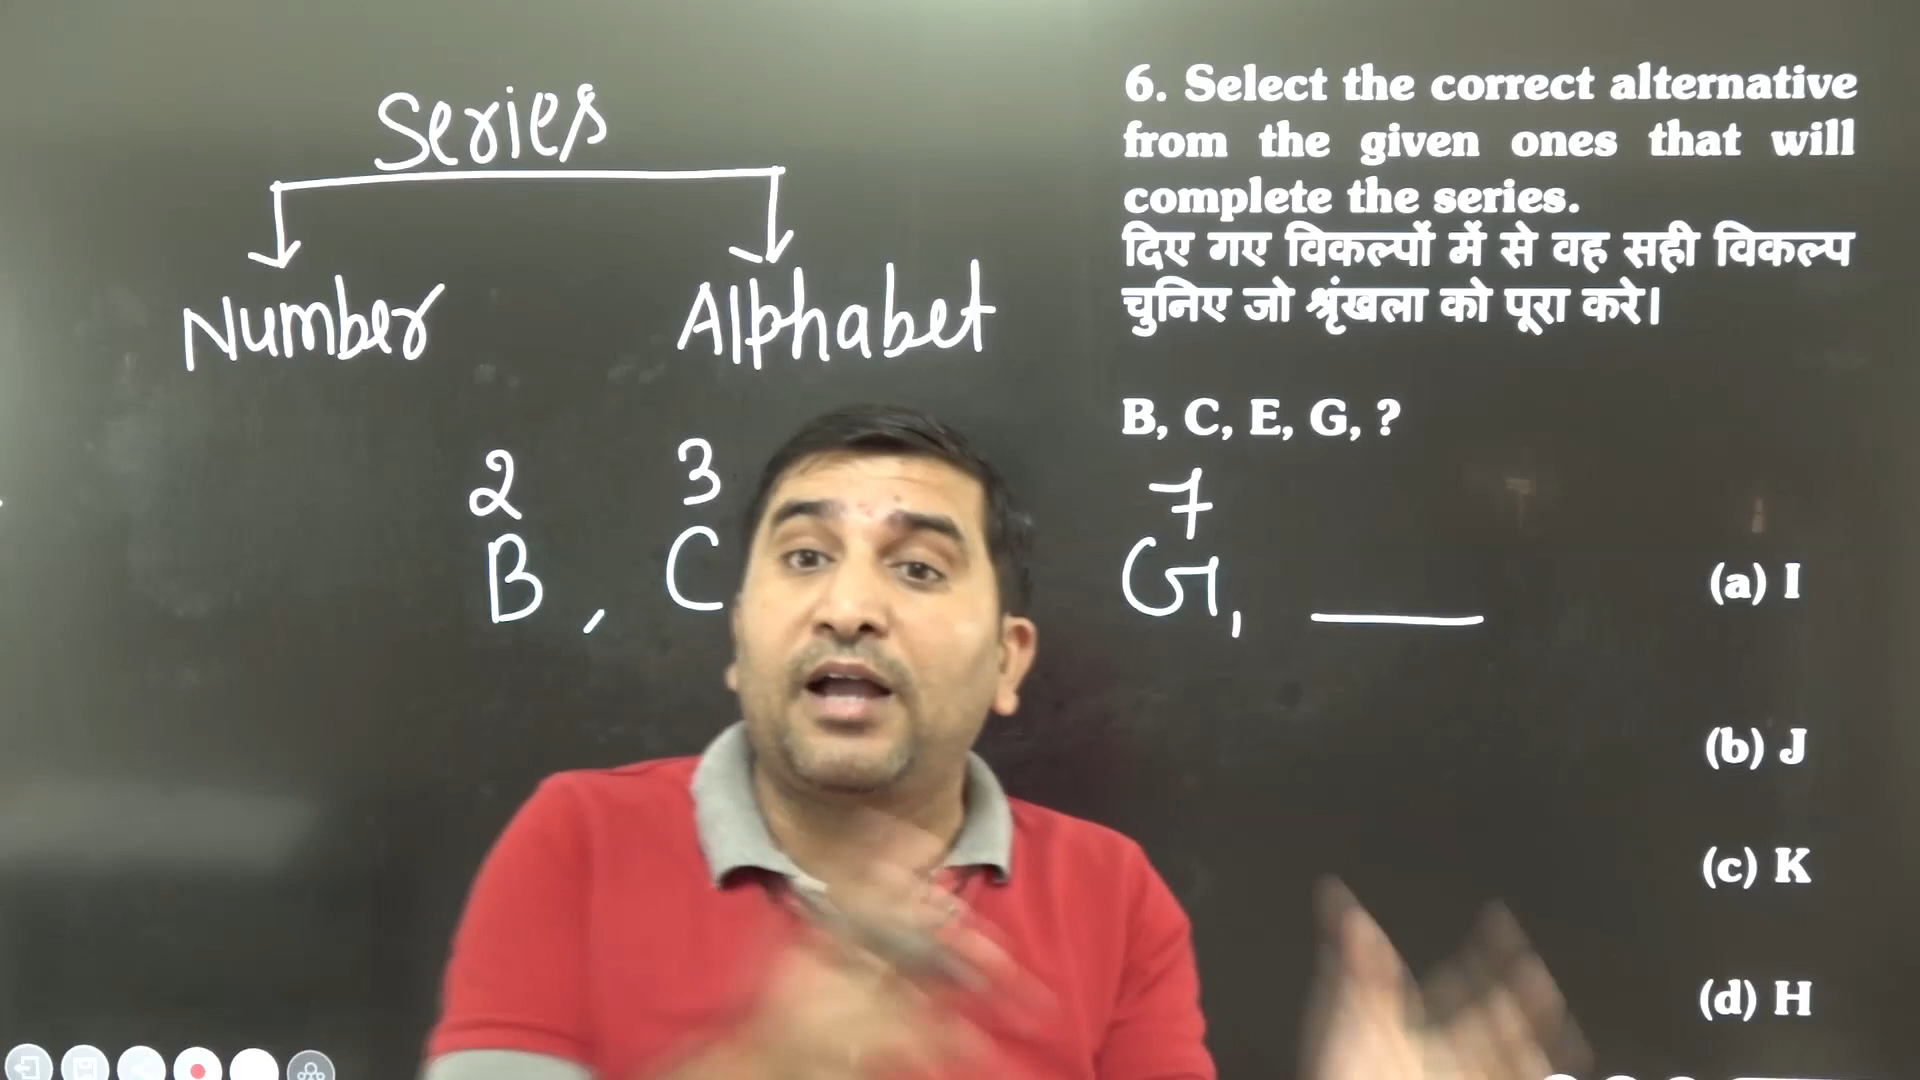 Series
Number Alphabet
2 3 7
B, C G, ____
6. Select the correct alternative
from the given ones that will
complete the series.
दिए गए विकल्पों में से वह सही विकल्प
चुनिए जो श्रृंखला को पूरा करे।
B, C, E, G, ?
(a) I
(b) J
(c) K
(d) H